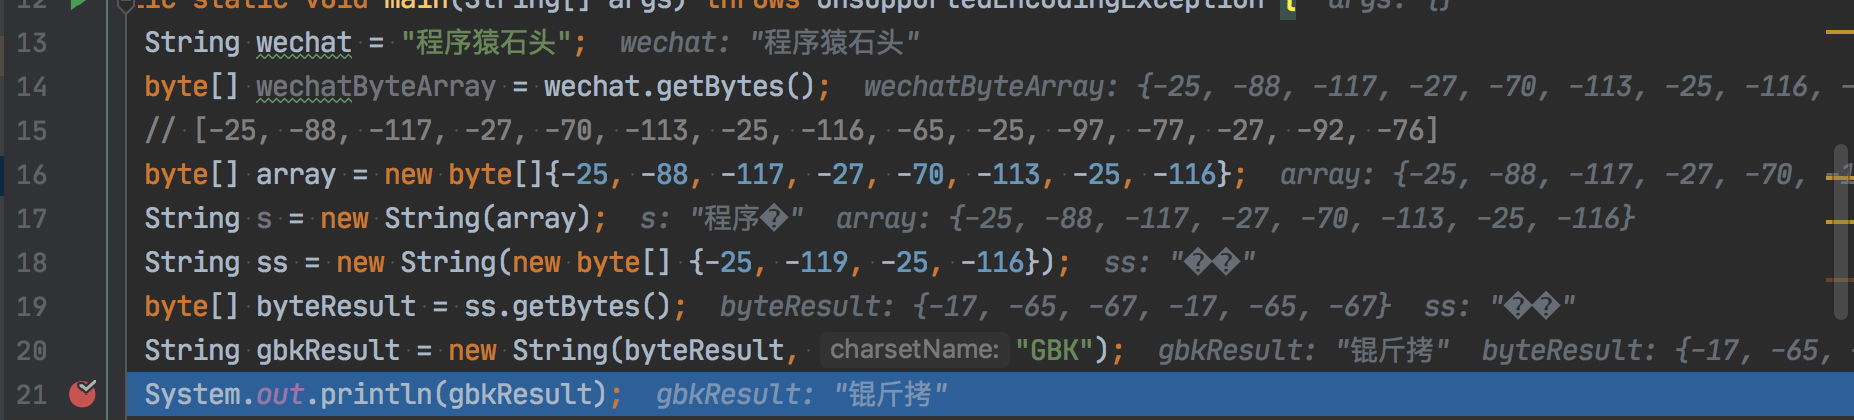 12 lic static void main(String[] args) throws UnsupportedEncodingException { args: {}
13 String wechat = "程序猿石头"; wechat: "程序猿石头"
14 byte[] wechatByteArray = wechat.getBytes(); wechatByteArray: {-25, -88, -117, -27, -70, -113, -25, -116, -
15 // [-25, -88, -117, -27, -70, -113, -25, -116, -65, -25, -97, -77, -27, -92, -76]
16 byte[] array = new byte[]{-25, -88, -117, -27, -70, -113, -25, -116}; array: {-25, -88, -117, -27, -70, -1
17 String s = new String(array); s: "程序�" array: {-25, -88, -117, -27, -70, -113, -25, -116}
18 String ss = new String(new byte[] {-25, -119, -25, -116}); ss: "��"
19 byte[] byteResult = ss.getBytes(); byteResult: {-17, -65, -67, -17, -65, -67} ss: "��"
20 String gbkResult = new String(byteResult, charsetName: "GBK"); gbkResult: "锟斤拷" byteResult: {-17, -65, -
21 System.out.println(gbkResult); gbkResult: "锟斤拷"